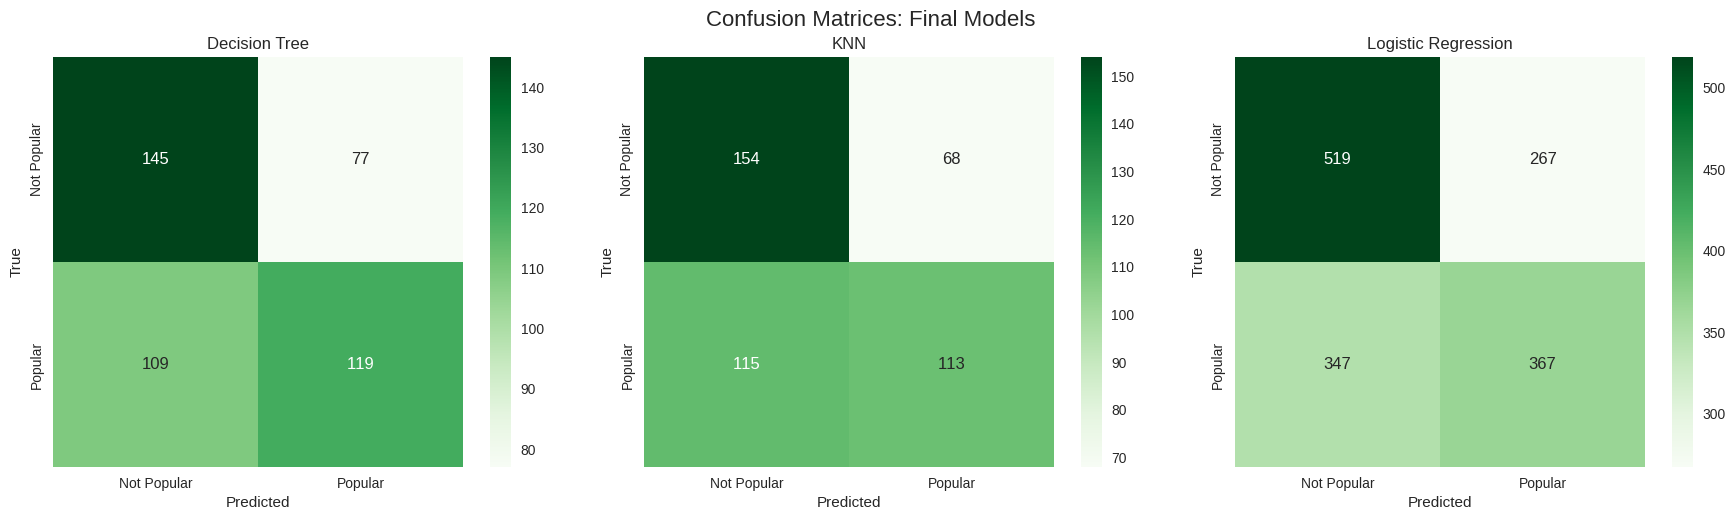 Confusion Matrices: Final Models
Decision Tree
145 77
109 119
Not Popular
Popular
True
Not Popular Popular
Predicted
140
130
120
110
100
90
80
KNN
154 68
115 113
Not Popular
Popular
True
Not Popular Popular
Predicted
150
140
130
120
110
100
90
80
70
Logistic Regression
519 267
347 367
Not Popular
Popular
True
Not Popular Popular
Predicted
500
450
400
350
300